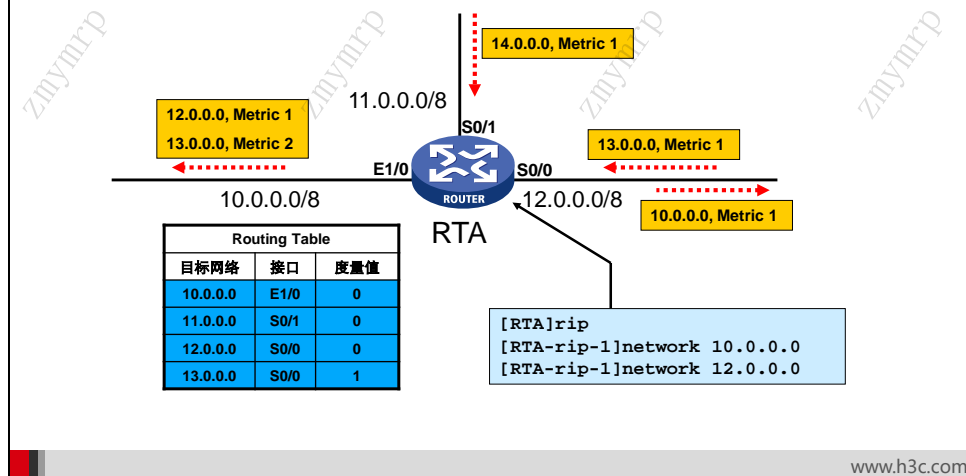 zmymrp
zmymrp
zmymrp
zmymrp
14.0.0.0, Metric 1
11.0.0.0/8
12.0.0.0, Metric 1
13.0.0.0, Metric 2
S0/1
13.0.0.0, Metric 1
E1/0
S0/0
ROUTER
10.0.0.0/8
12.0.0.0/8
10.0.0.0, Metric 1
RTA
Routing Table
目标网络 接口 度量值
10.0.0.0 E1/0 0
11.0.0.0 S0/1 0
12.0.0.0 S0/0 0
13.0.0.0 S0/0 1
[RTA]rip
[RTA-rip-1]network 10.0.0.0
[RTA-rip-1]network 12.0.0.0
www.h3c.com